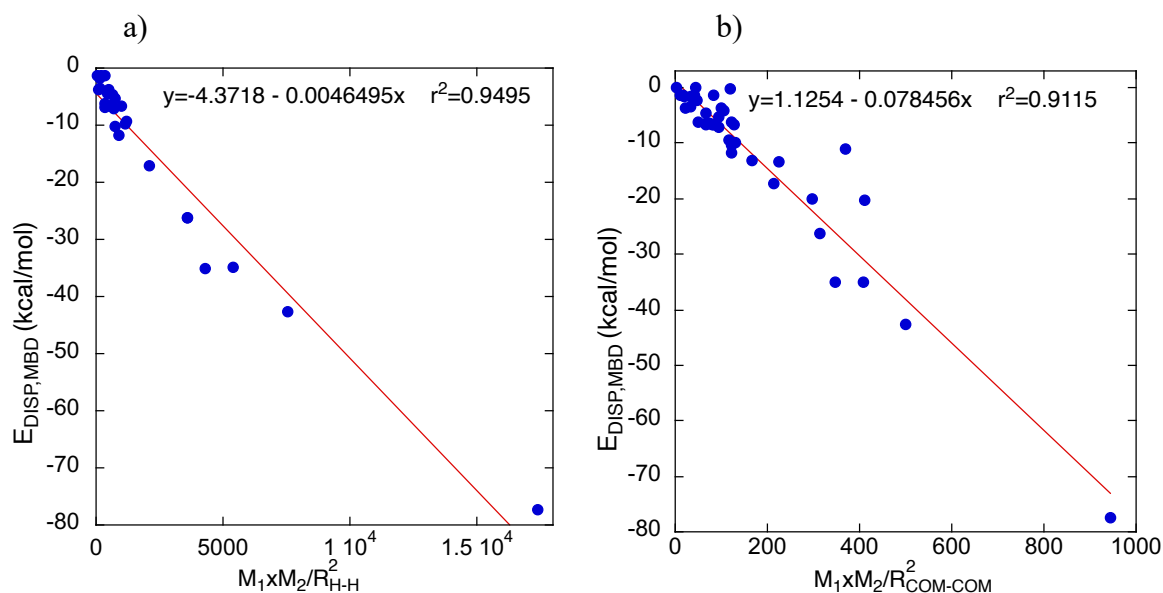 a)
y=-4.3718 - 0.0046495x r²=0.9495
0
-10
-20
-30
-40
-50
-60
-70
-80
E_DISP,MBD (kcal/mol)
0 5000 1 10⁴ 1.5 10⁴
M₁xM₂/R²_H-H
b)
y=1.1254 - 0.078456x r²=0.9115
0
-10
-20
-30
-40
-50
-60
-70
-80
E_DISP,MBD (kcal/mol)
0 200 400 600 800 1000
M₁xM₂/R²_COM-COM